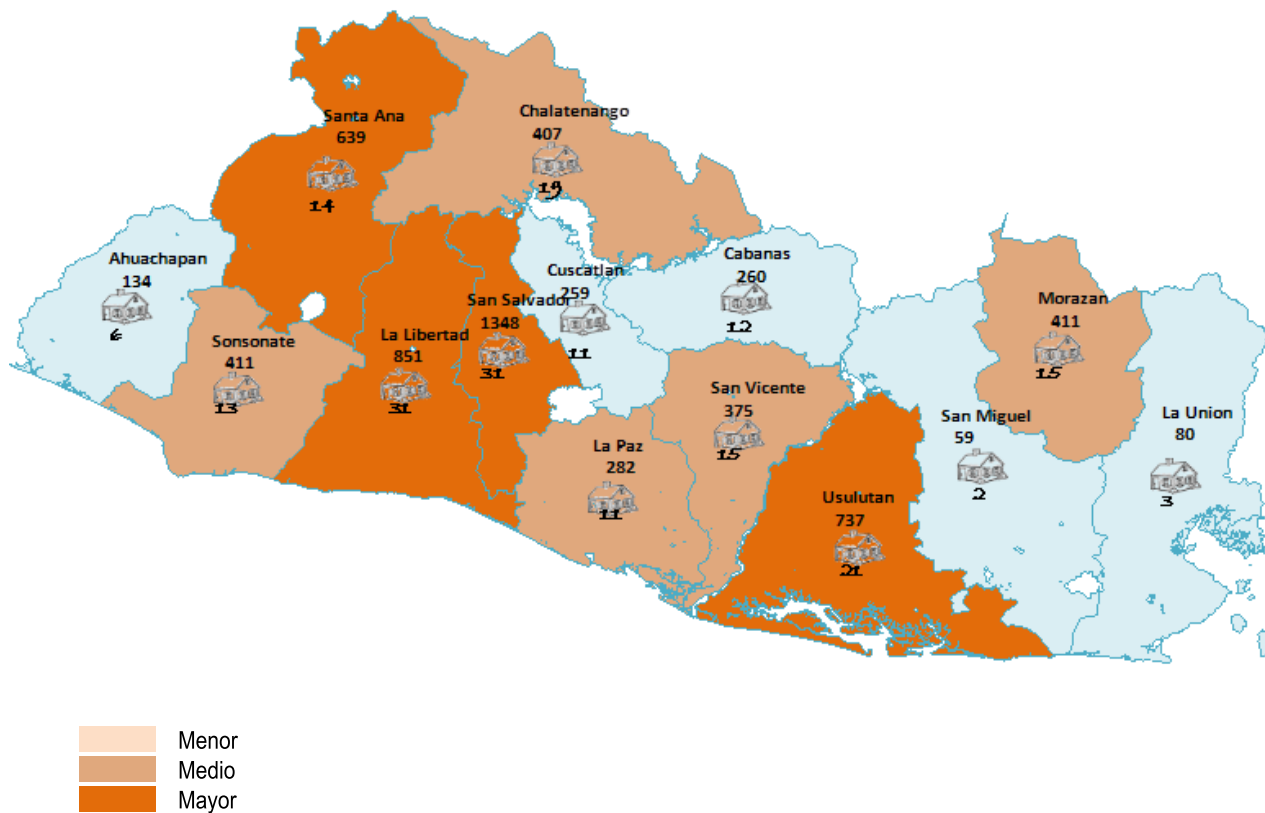 Santa Ana
639
14
Chalatenango
407
19
Ahuachapan
134
6
Sonsonate
411
13
La Libertad
851
31
San Salvador
1348
31
Cuscatlan
259
11
Cabanas
260
12
La Paz
282
11
San Vicente
375
15
Usulutan
737
21
San Miguel
59
2
Morazan
411
15
La Union
80
3
Menor
Medio
Mayor